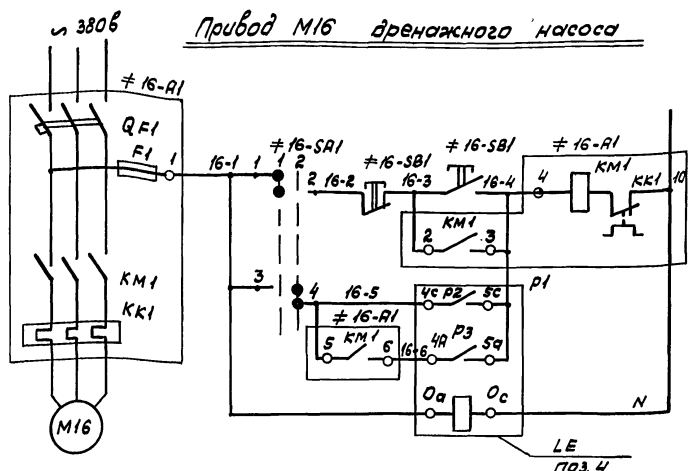 ∽ 380в
Привод М16 дренажного насоса
≠ 16-А1
QF1
F1
1
16-1
1
1
≠16-SA1
2
2
16-2
≠16-SB1
16-3
≠16-SB1
16-4
≠ 16-А1
4
КМ1
КК1
10
КМ1
2
3
3
4
16-5
4с
Р2
5с
Р1
≠ 16-А1
КМ1
5
6
16-6
4А
Р3
5а
КМ1
КК1
Оа
Ос
N
М16
LE
поз. 4